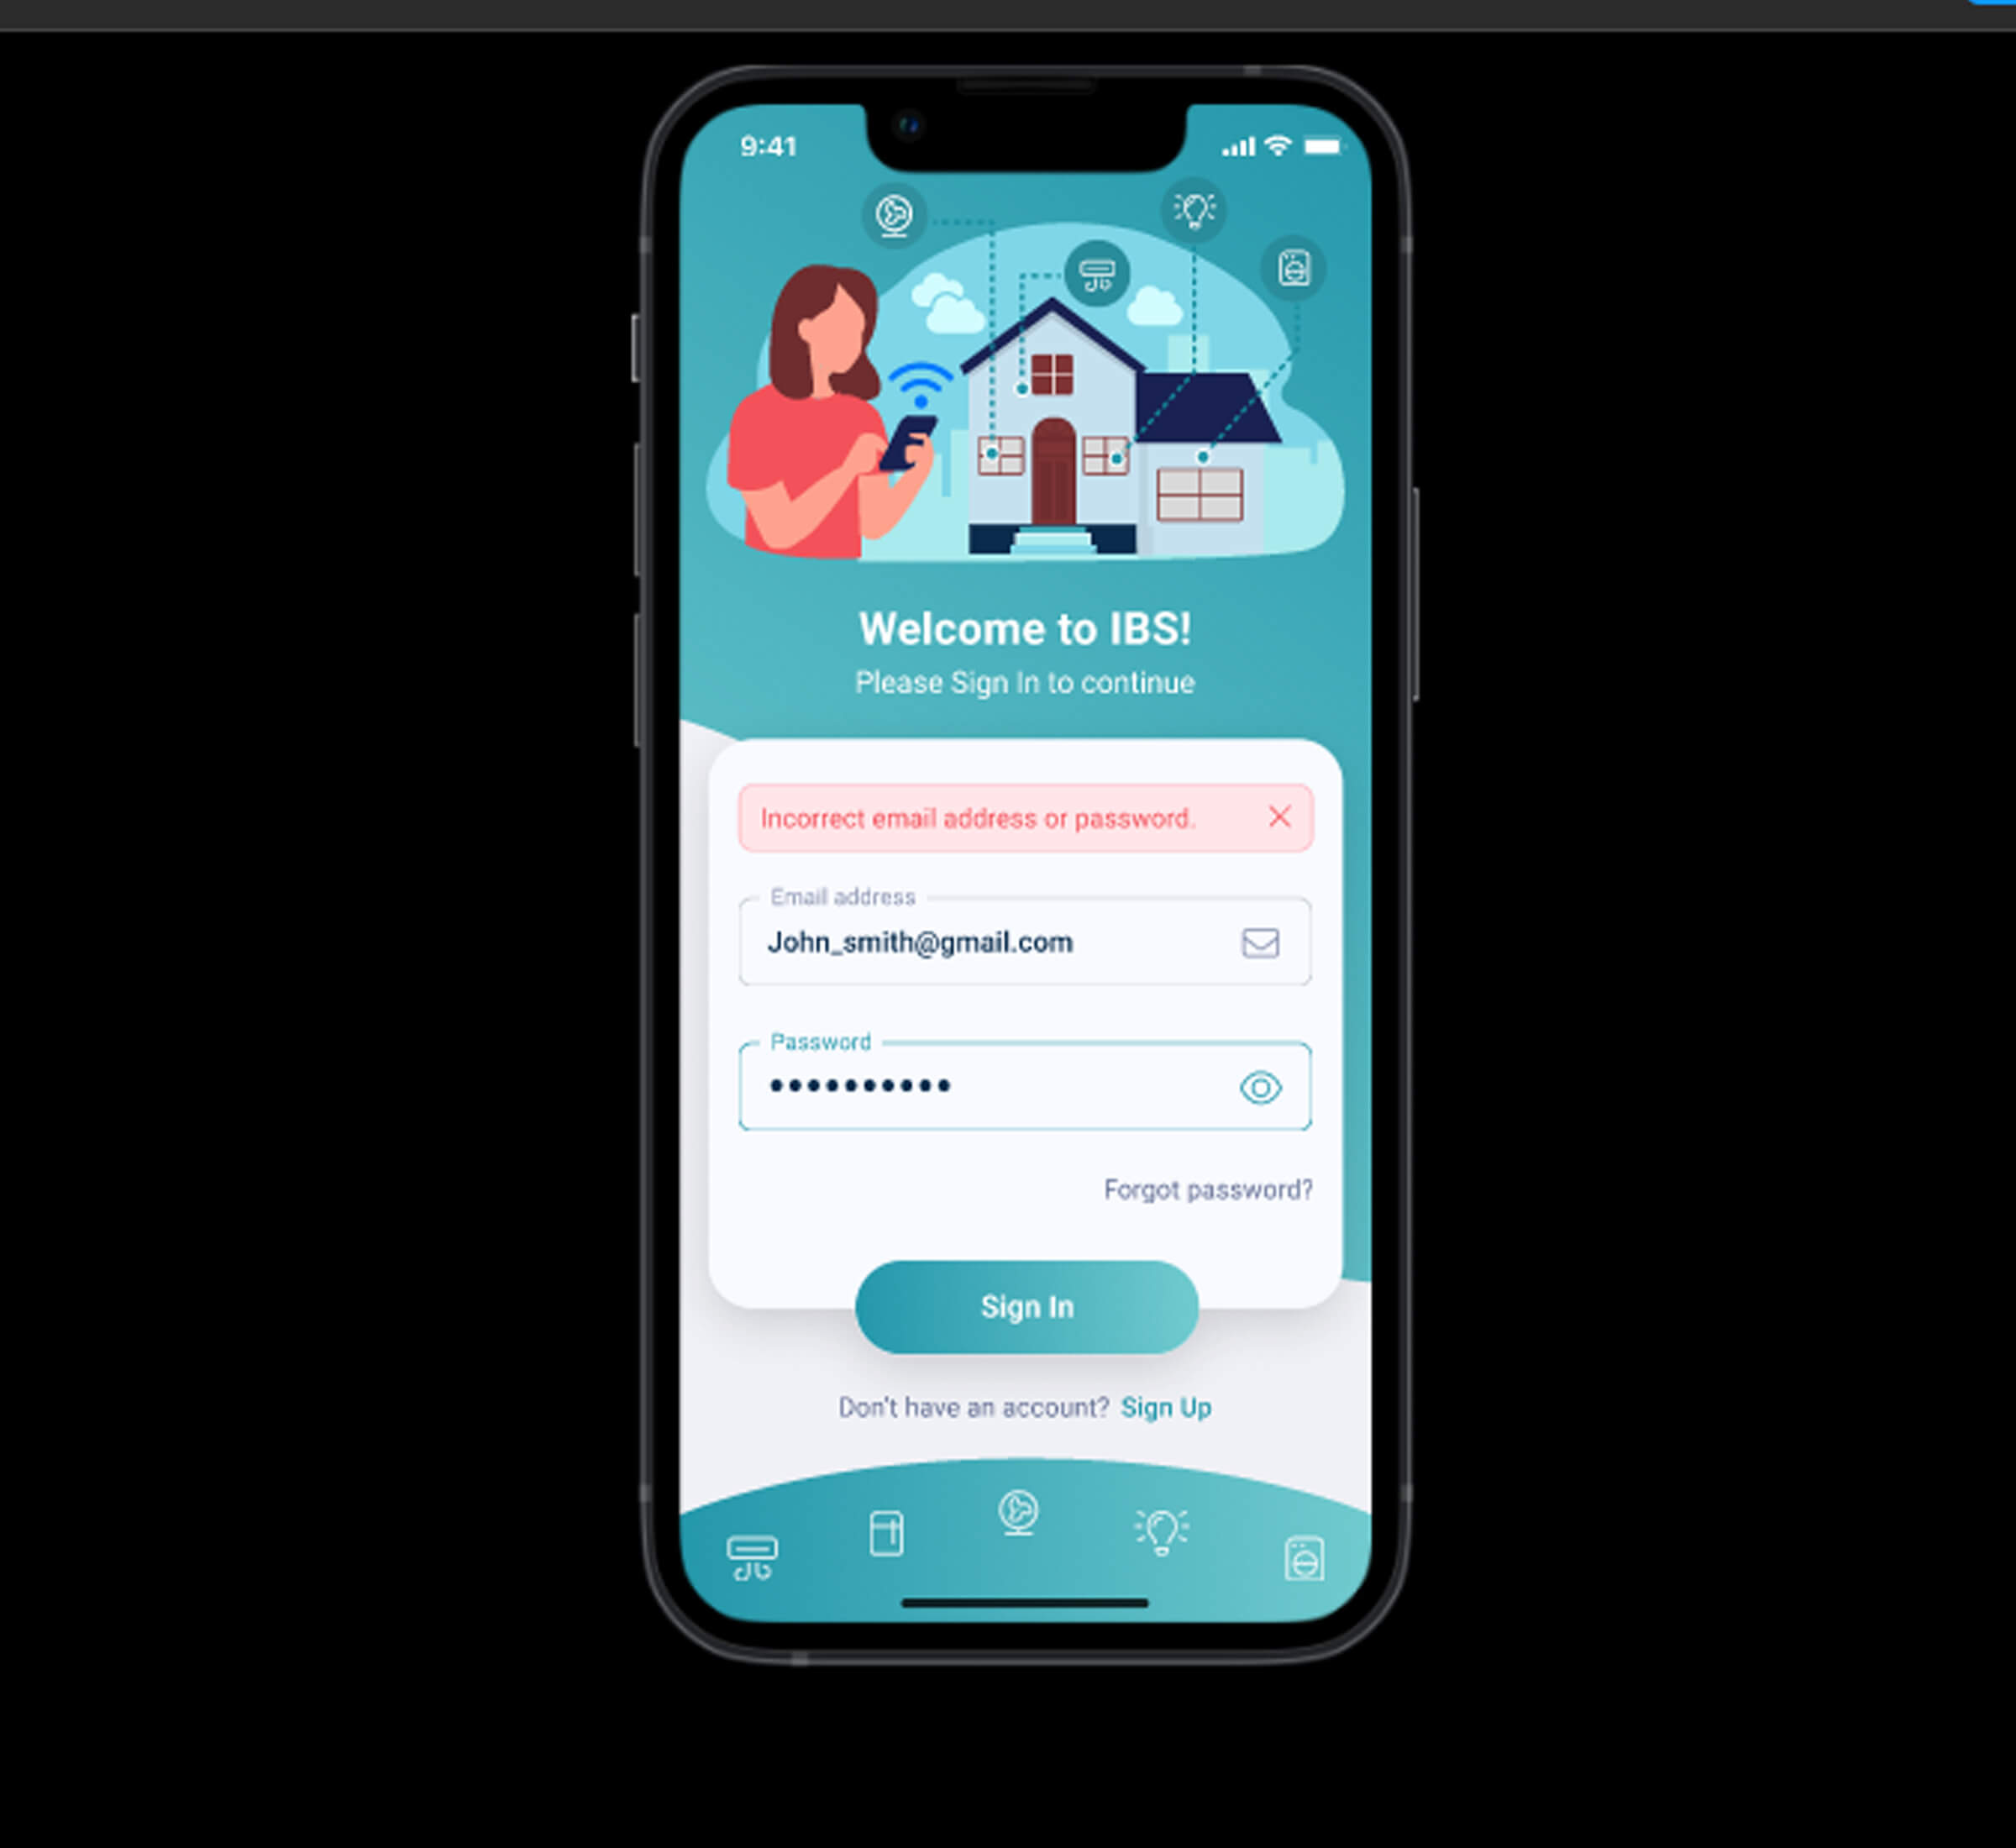 9:41
Welcome to IBS!
Please Sign In to continue
Incorrect email address or password.
Email address
John_smith@gmail.com
Password
Forgot password?
Sign In
Don't have an account? Sign Up